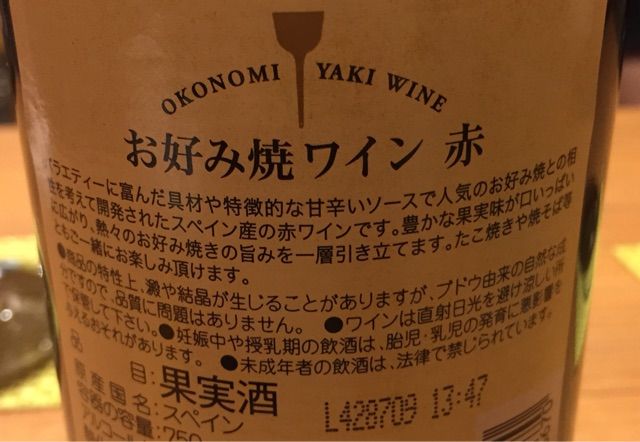 OKONOMI YAKI WINE
お好み焼ワイン 赤
バラエティーに富んだ具材や特徴的な甘辛いソースで人気のお好み焼との相
性を考えて開発されたスペイン産の赤ワインです。豊かな果実味が口いっぱい
に広がり、熱々のお好み焼きの旨みを一層引き立てます。たこ焼きや焼そば等
ともご一緒にお楽しみ頂けます。
●商品の特性上、澱や結晶が生じることがありますが、ブドウ由来の自然な成
分ですので、品質に問題はありません。 ●ワインは直射日光を避け涼しい所
で保管して下さい。●妊娠中や授乳期の飲酒は、胎児・乳児の発育に悪影響を
与えるおそれがあります。 ●未成年者の飲酒は、法律で禁じられています。
品 目:果実酒
原産国名:スペイン
容器の容量:750
アルコール
L428709 13:47